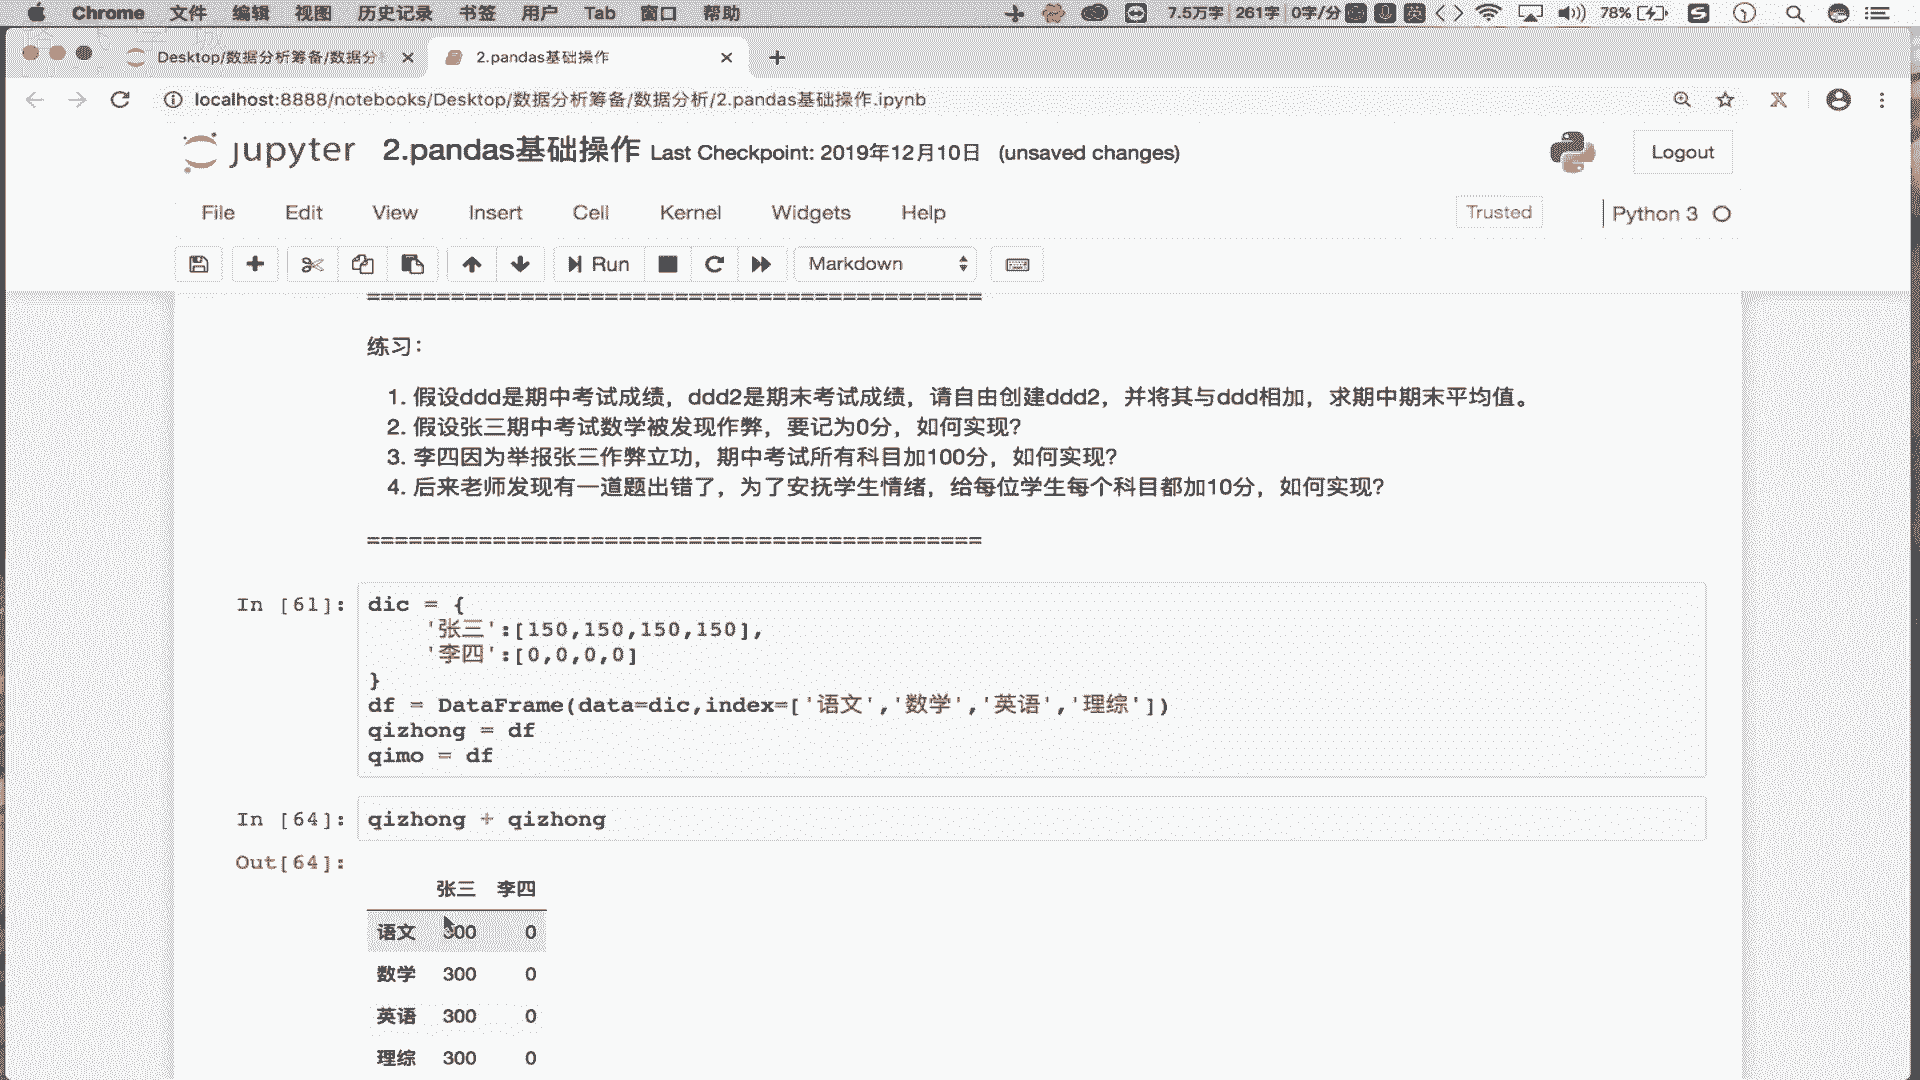 Chrome 文件 编辑 视图 历史记录 书签 用户 Tab 窗口 帮助 7.5万字 261字 0字/分 英 78%
Desktop/数据分析筹备/数据分
2.pandas基础操作
localhost:8888/notebooks/Desktop/数据分析筹备/数据分析/2.pandas基础操作.ipynb
jupyter 2.pandas基础操作 Last Checkpoint: 2019年12月10日 (unsaved changes)
Logout
File Edit View Insert Cell Kernel Widgets Help Trusted Python 3
Run Markdown
============================================
练习：
1. 假设ddd是期中考试成绩，ddd2是期末考试成绩，请自由创建ddd2，并将其与ddd相加，求期中期末平均值。
2. 假设张三期中考试数学被发现作弊，要记为0分，如何实现?
3. 李四因为举报张三作弊立功，期中考试所有科目加100分，如何实现?
4. 后来老师发现有一道题出错了，为了安抚学生情绪，给每位学生每个科目都加10分，如何实现?
============================================
In [61]: dic = {
'张三':[150,150,150,150],
'李四':[0,0,0,0]
}
df = DataFrame(data=dic,index=['语文','数学','英语','理综'])
qizhong = df
qimo = df
In [64]: qizhong + qizhong
Out[64]:
张三 李四
语文 300 0
数学 300 0
英语 300 0
理综 300 0